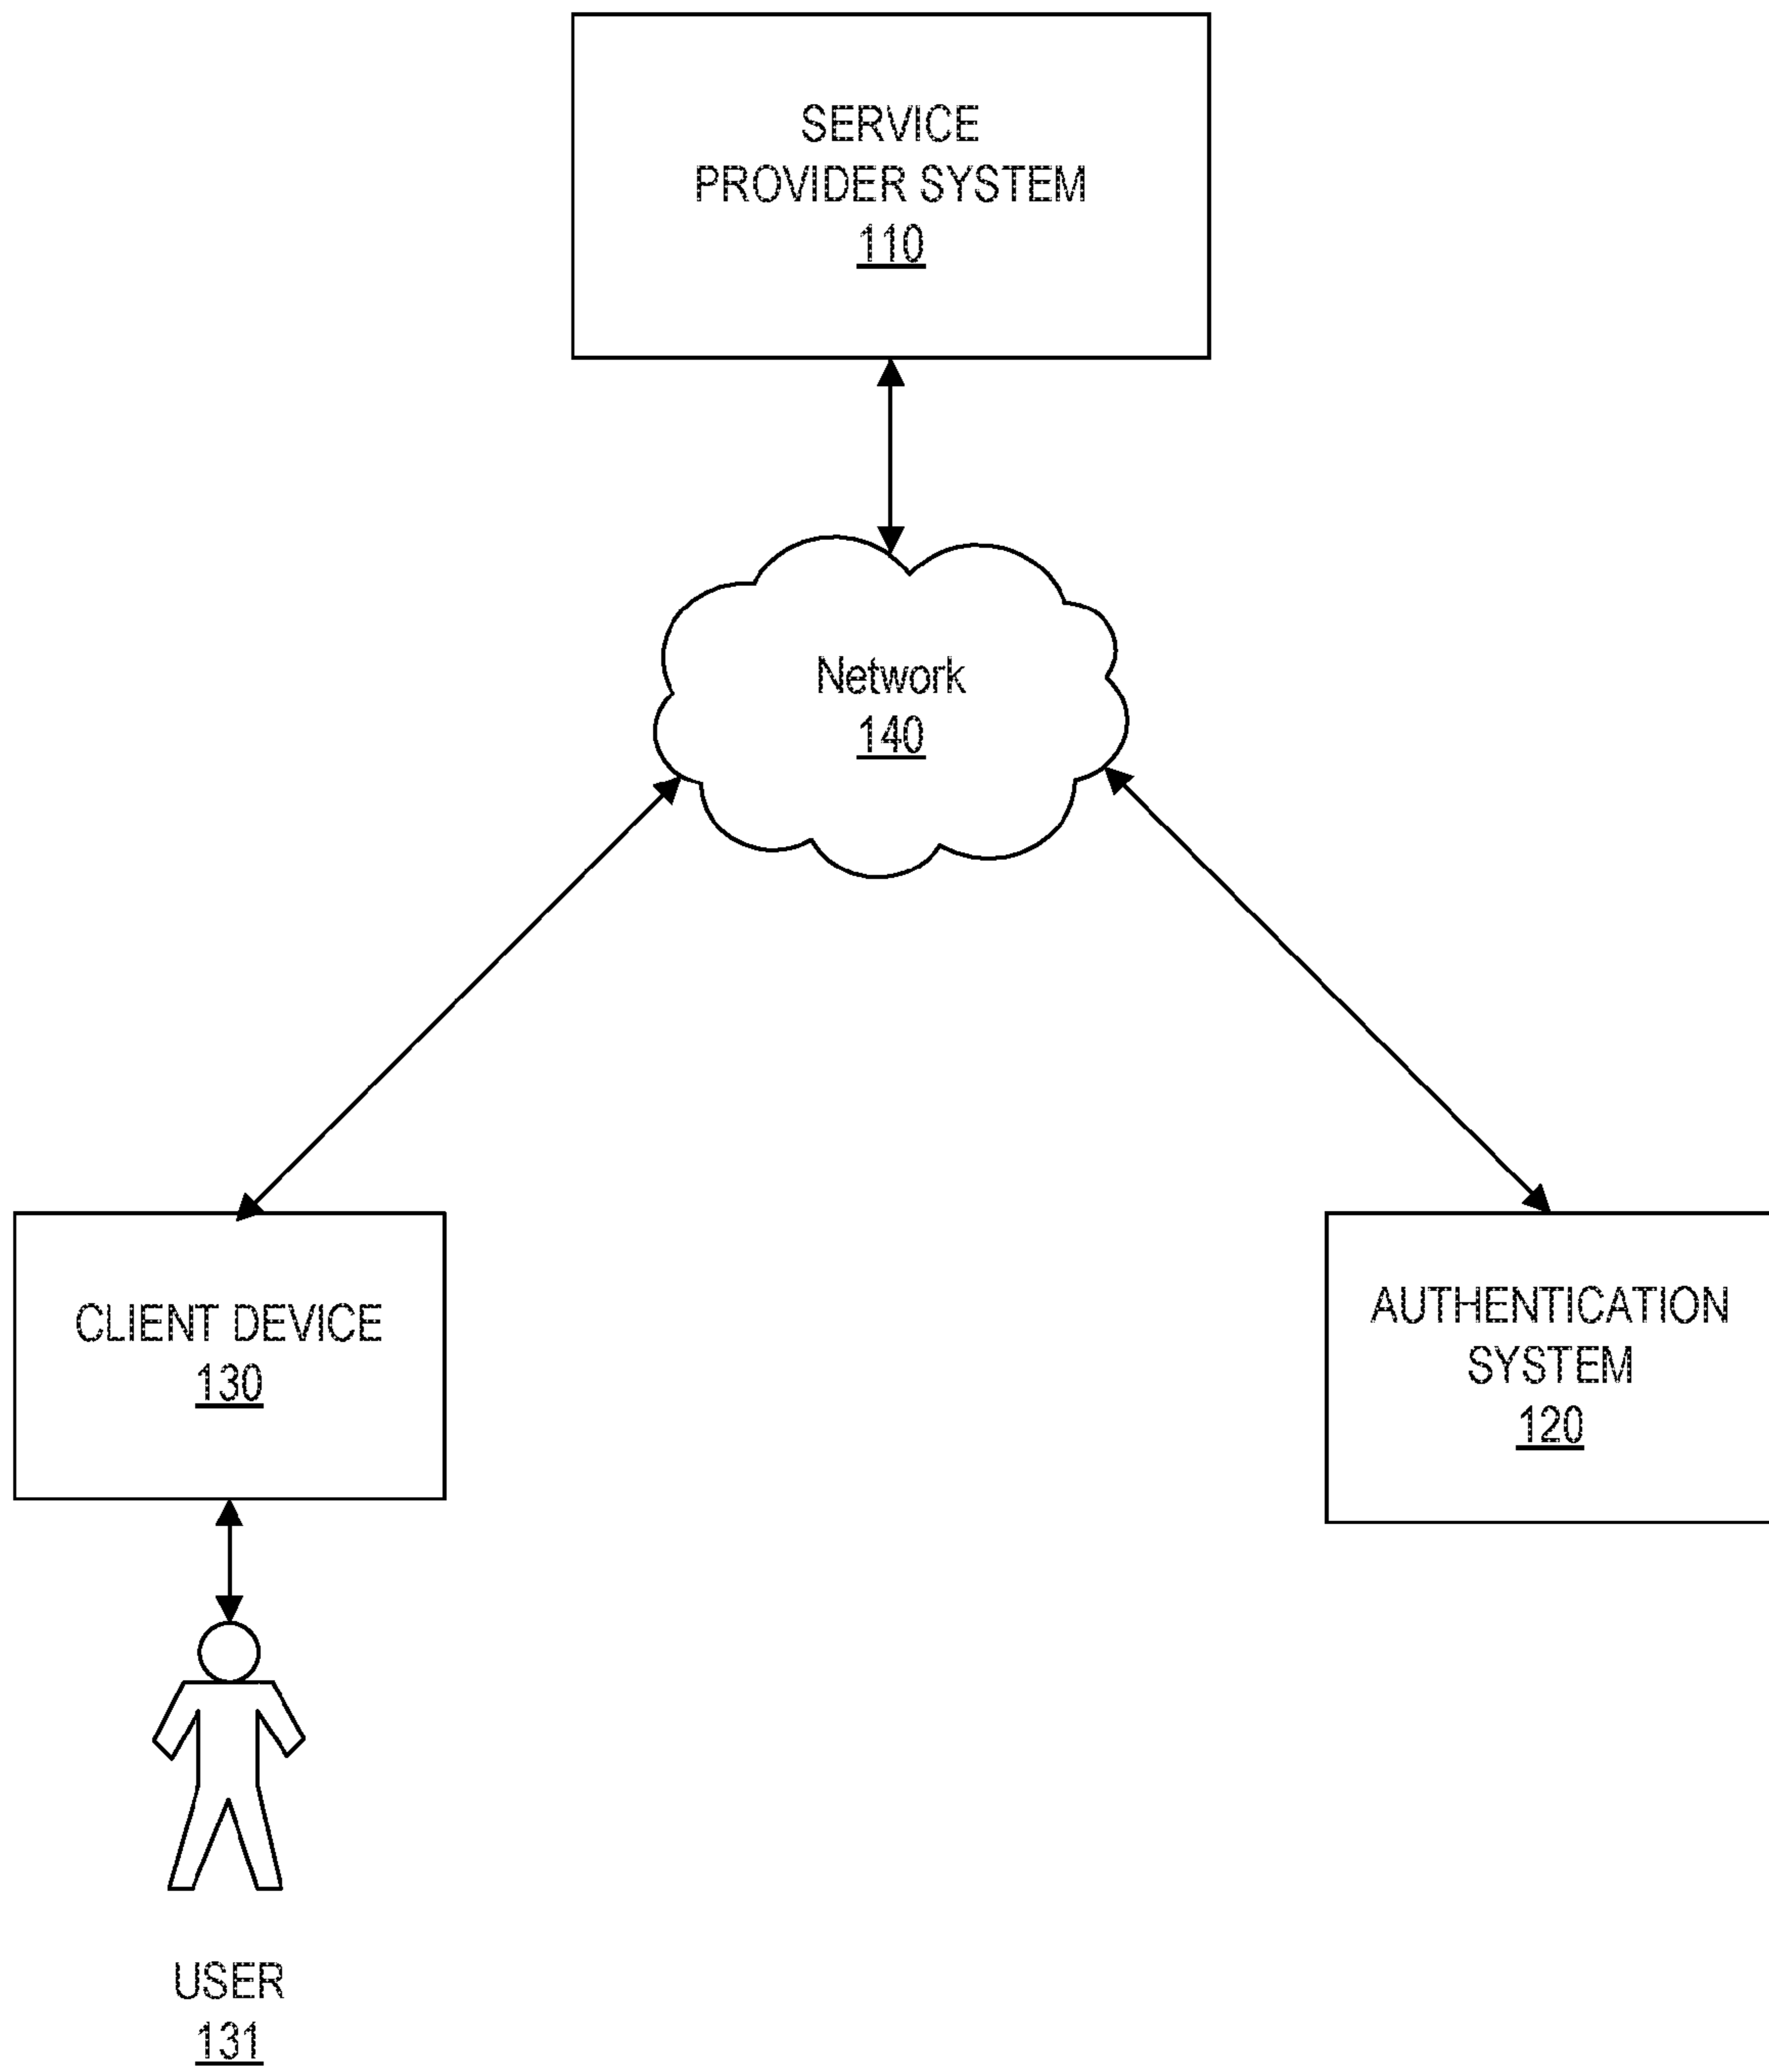 SERVICE
PROVIDER SYSTEM
110
Network
140
CLIENT DEVICE
130
AUTHENTICATION
SYSTEM
120
USER
131